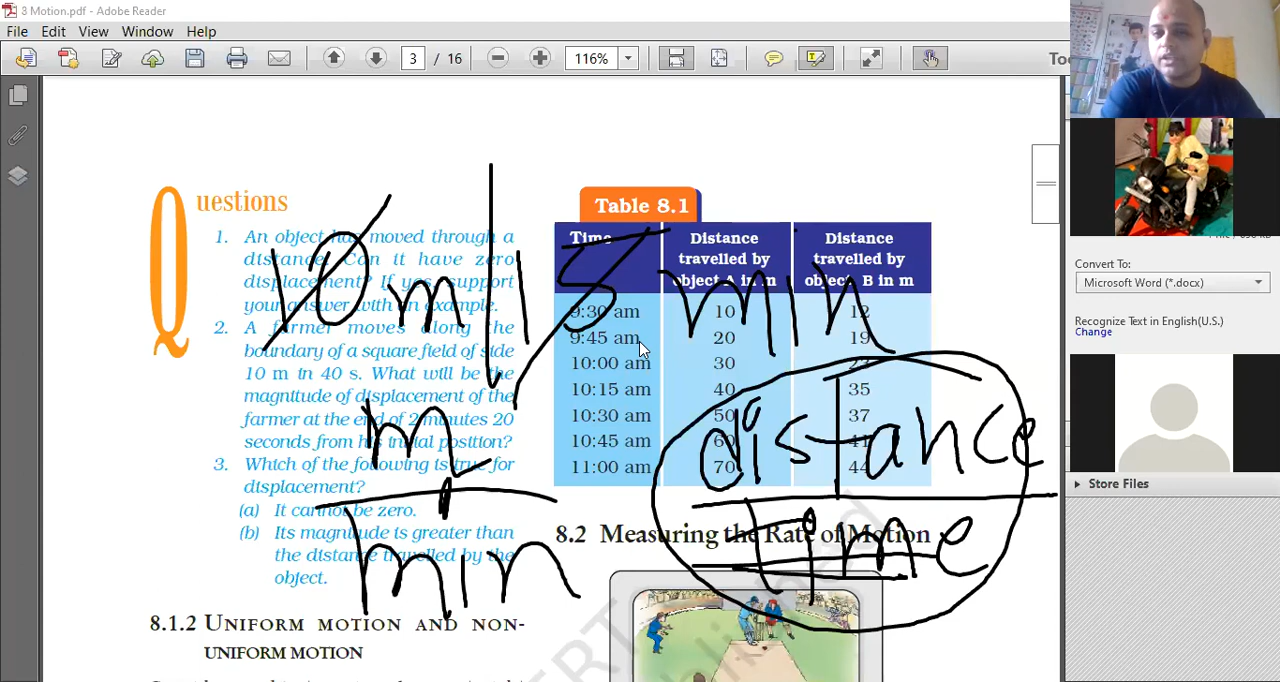 3 Motion.pdf - Adobe Reader
File Edit View Window Help
3 / 16 116%
Questions
1. An object has moved through a
distance. Can it have zero
displacement? If yes, support
your answer with an example.
2. A farmer moves along the
boundary of a square field of side
10 m in 40 s. What will be the
magnitude of displacement of the
farmer at the end of 2 minutes 20
seconds from his initial position?
3. Which of the following is true for
displacement?
(a) It cannot be zero.
(b) Its magnitude is greater than
the distance travelled by the
object.
8.1.2 UNIFORM MOTION AND NON-
UNIFORM MOTION
Table 8.1
Time Distance travelled by object A in m Distance travelled by object B in m
9:30 am 10 12
9:45 am 20 19
10:00 am 30 23
10:15 am 40 35
10:30 am 50 37
10:45 am 60 41
11:00 am 70 44
8.2 Measuring the Rate of Motion
10 m 15 min
m
min
distance
time
Convert To:
Microsoft Word (*.docx)
Recognize Text in English(U.S.)
Change
Store Files